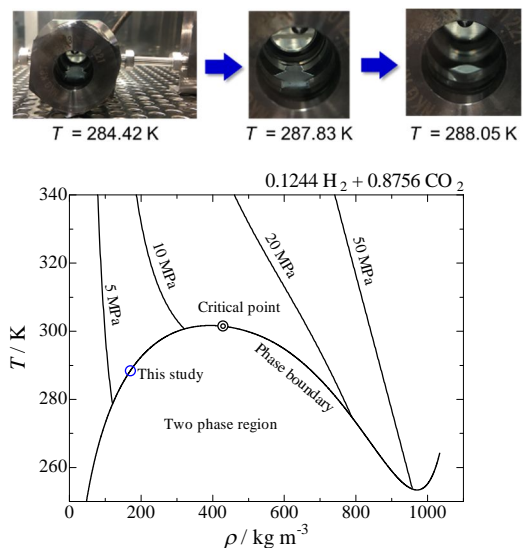 T = 284.42 K
T = 287.83 K
T = 288.05 K
0.1244 H2 + 0.8756 CO2
340
320
300
280
260
T / K
5 MPa
10 MPa
20 MPa
50 MPa
Critical point
This study
Phase boundary
Two phase region
0
200
400
600
800
1000
ρ / kg m-3